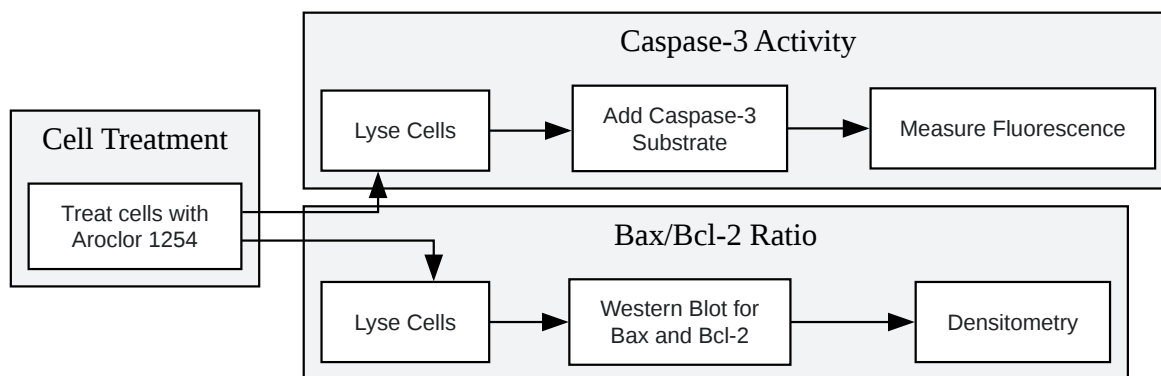 Caspase-3 Activity
Lyse Cells
Add Caspase-3
Substrate
Measure Fluorescence
Cell Treatment
Treat cells with
Aroclor 1254
Bax/Bcl-2 Ratio
Lyse Cells
Western Blot for
Bax and Bcl-2
Densitometry